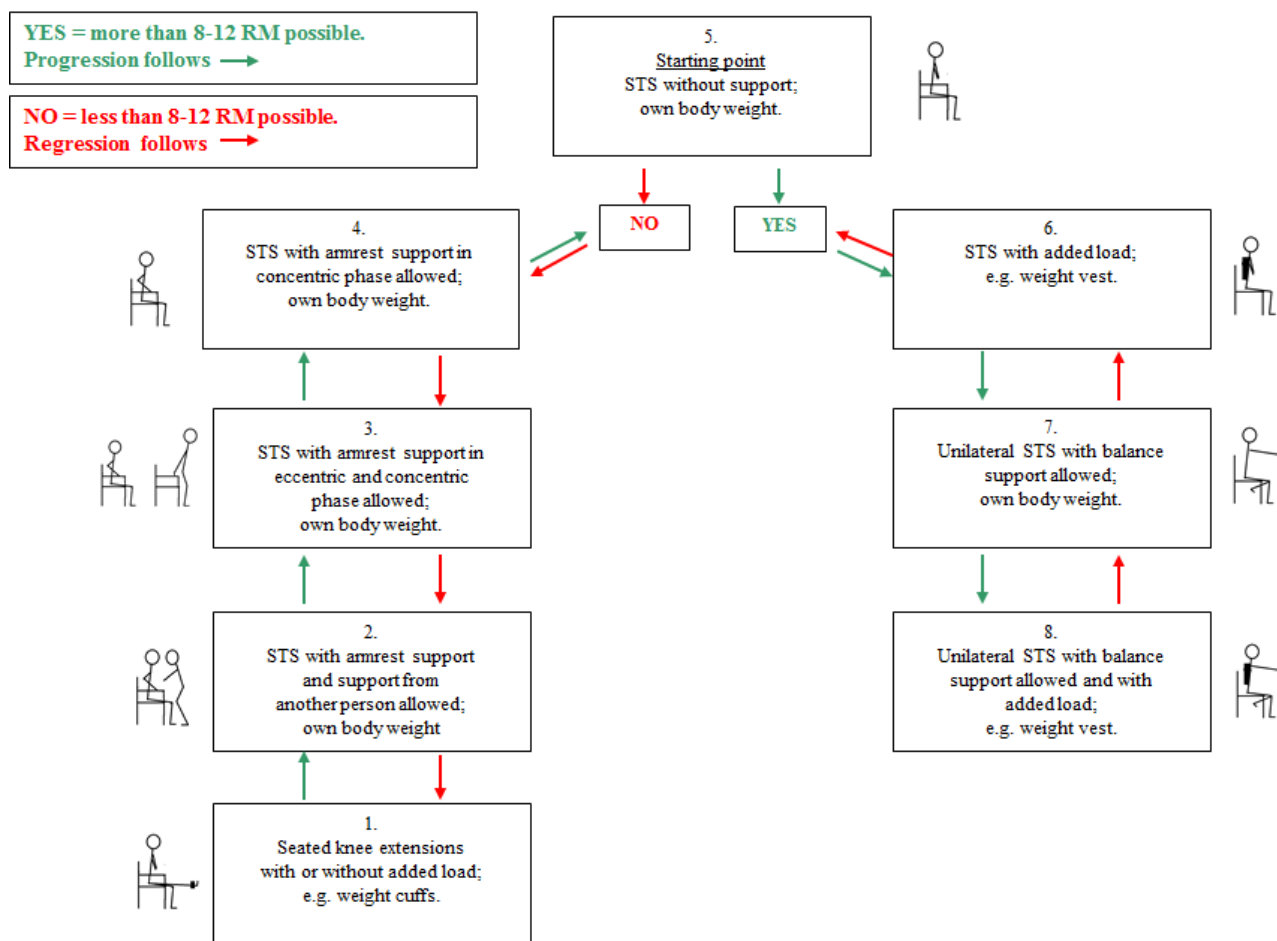 YES = more than 8-12 RM possible.
Progression follows
NO = less than 8-12 RM possible.
Regression follows
5.
Starting point
STS without support;
own body weight.
NO
YES
4.
STS with armrest support in
concentric phase allowed;
own body weight.
6.
STS with added load;
e.g. weight vest.
3.
STS with armrest support in
eccentric and concentric
phase allowed;
own body weight.
7.
Unilateral STS with balance
support allowed;
own body weight.
2.
STS with armrest support
and support from
another person allowed;
own body weight
8.
Unilateral STS with balance
support allowed and with
added load;
e.g. weight vest.
1.
Seated knee extensions
with or without added load;
e.g. weight cuffs.